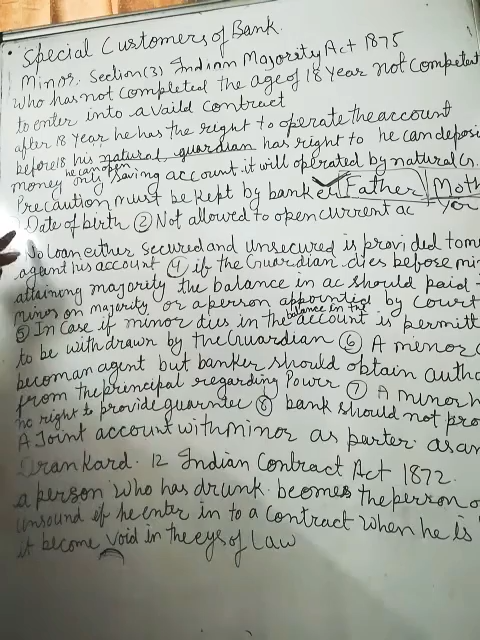 Special Customers of Bank.
Minor. Section(3) Indian Majority Act 1875
who has not completed the age of 18 year not competent
to enter into a vaild contract
after 18 year he has the right to operate the account
before 18 his natural guardian has right to he can deposi
money only he can open saving account. it will operated by natural G.
Precaution must be kept by banker Father Moth
① Date of birth ② Not allowed to open current ac
No loan either secured and unsecured is provided to m
agent his account ④ if the Guardian dies before mi
attaining majority the balance in ac should paid
minor on majority or a person appointed by court
⑤ In case if minor dies in the balance in the account is permitt
to be withdrawn by the Guardian ⑥ A menor c
becoman agent but banker should obtain autho
from the principal regarding Power ⑦ A minor h
no right to provide guarntee ⑧ bank should not pro
A Joint account with minor as parter. as an
Drankard. 12 Indian Contract Act 1872.
a person who has drunk. becomes the person o
unsound if he enter in to a contract when he is
it become void in the eyes of law